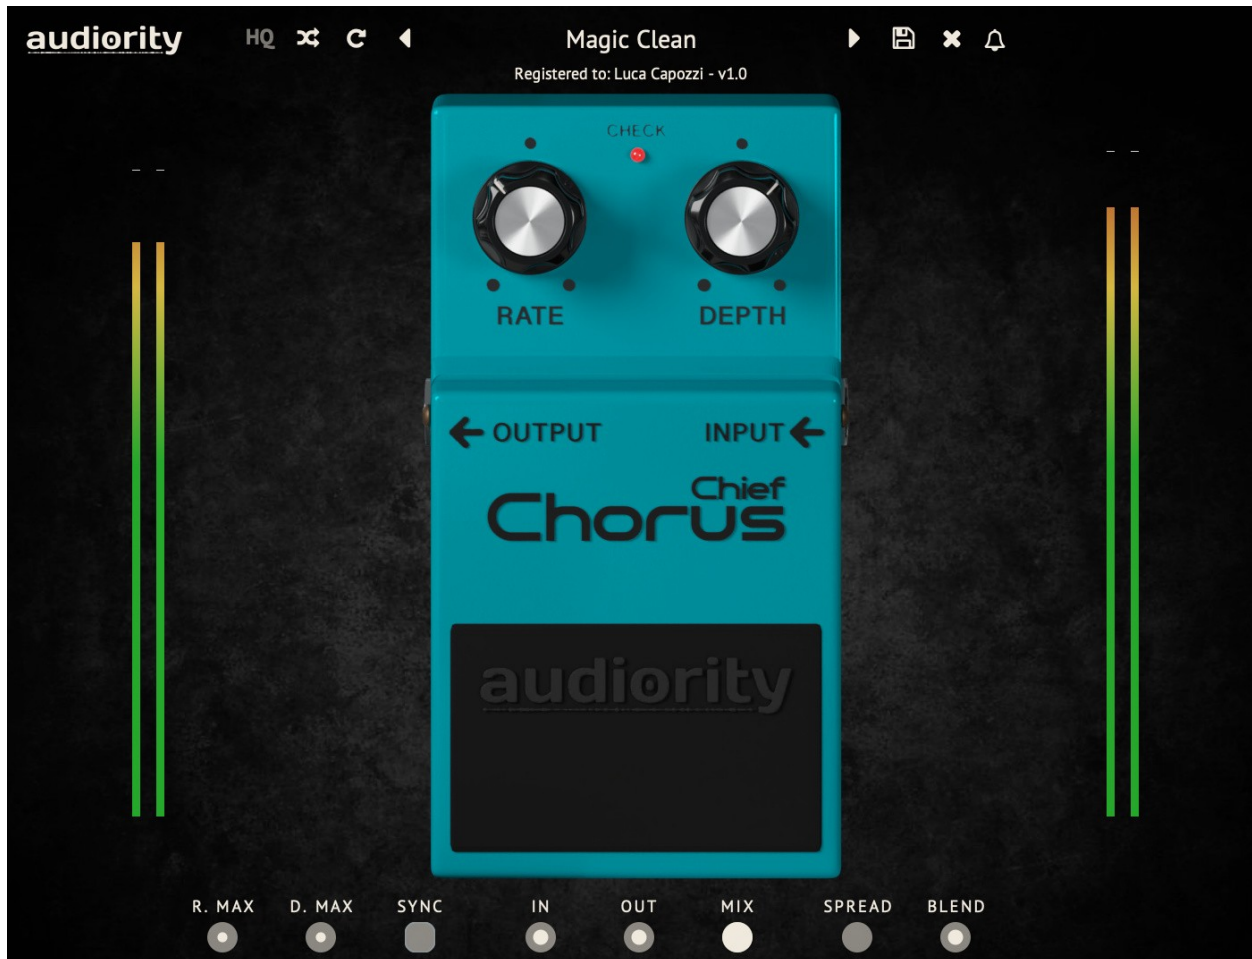 audiority HQ Magic Clean
Registered to: Luca Capozzi - v1.0
CHECK
RATE DEPTH
OUTPUT INPUT
Chief
Chorus
audiority
R. MAX D. MAX SYNC IN OUT MIX SPREAD BLEND